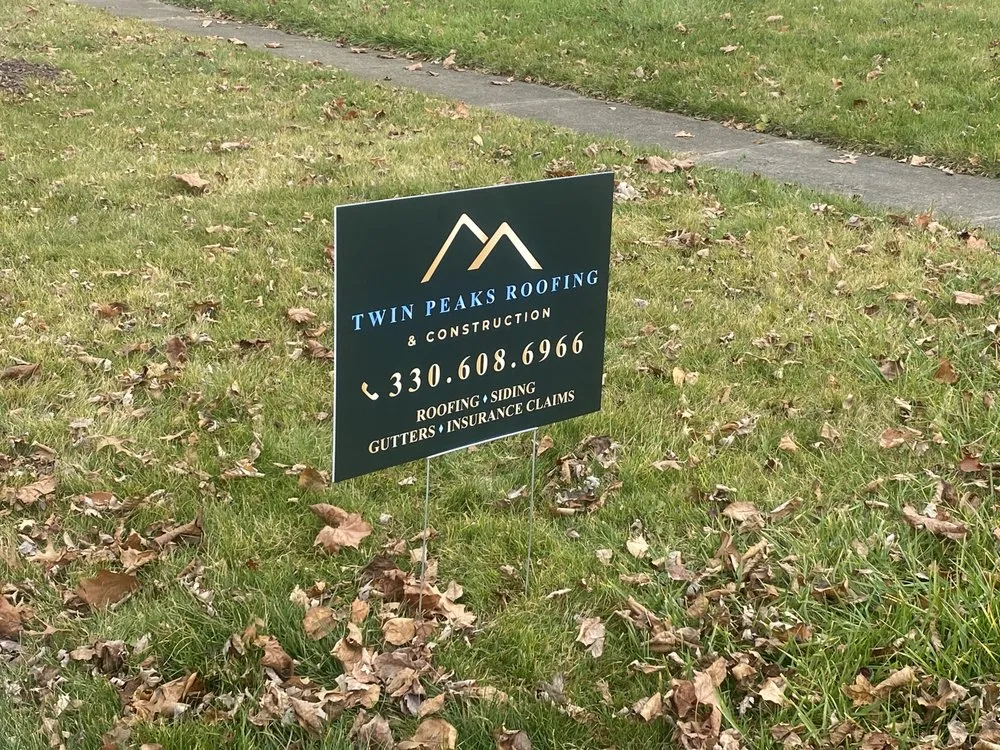 TWIN PEAKS ROOFING
& CONSTRUCTION
330.608.6966
ROOFING ♦ SIDING
GUTTERS ♦ INSURANCE CLAIMS